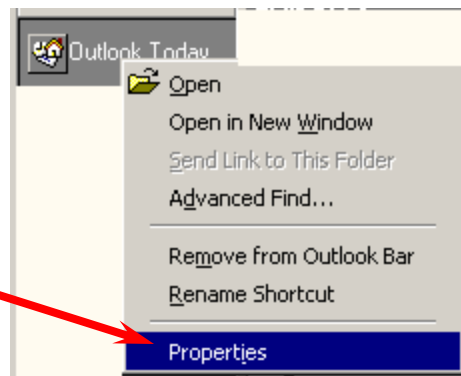 Outlook Today
Open
Open in New Window
Send Link to This Folder
Advanced Find...
Remove from Outlook Bar
Rename Shortcut
Properties